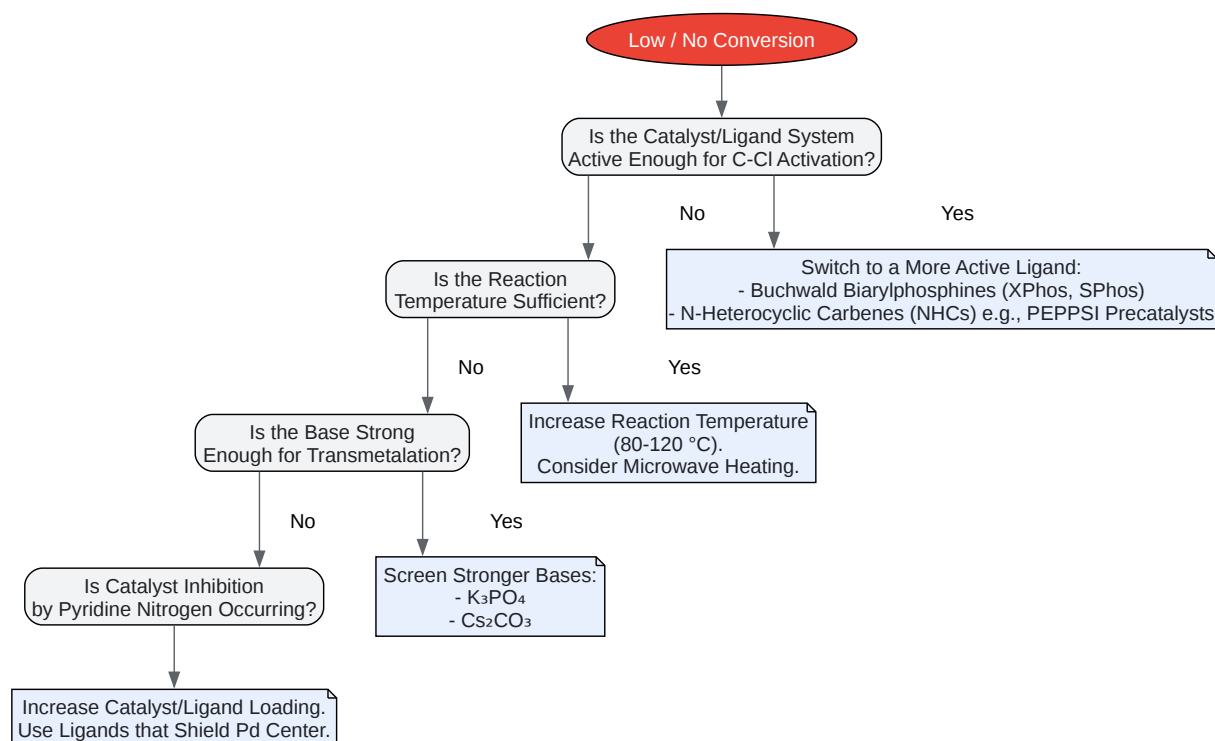 Low / No Conversion
Is the Catalyst/Ligand System
Active Enough for C-Cl Activation?
No
Yes
Is the Reaction
Temperature Sufficient?
Switch to a More Active Ligand:
- Buchwald Biarylphosphines (XPhos, SPhos)
- N-Heterocyclic Carbenes (NHCs) e.g., PEPPSI Precatalysts
No
Yes
Is the Base Strong
Enough for Transmetalation?
Increase Reaction Temperature
(80-120 °C).
Consider Microwave Heating.
No
Yes
Is Catalyst Inhibition
by Pyridine Nitrogen Occurring?
Screen Stronger Bases:
- K₃PO₄
- Cs₂CO₃
Increase Catalyst/Ligand Loading.
Use Ligands that Shield Pd Center.